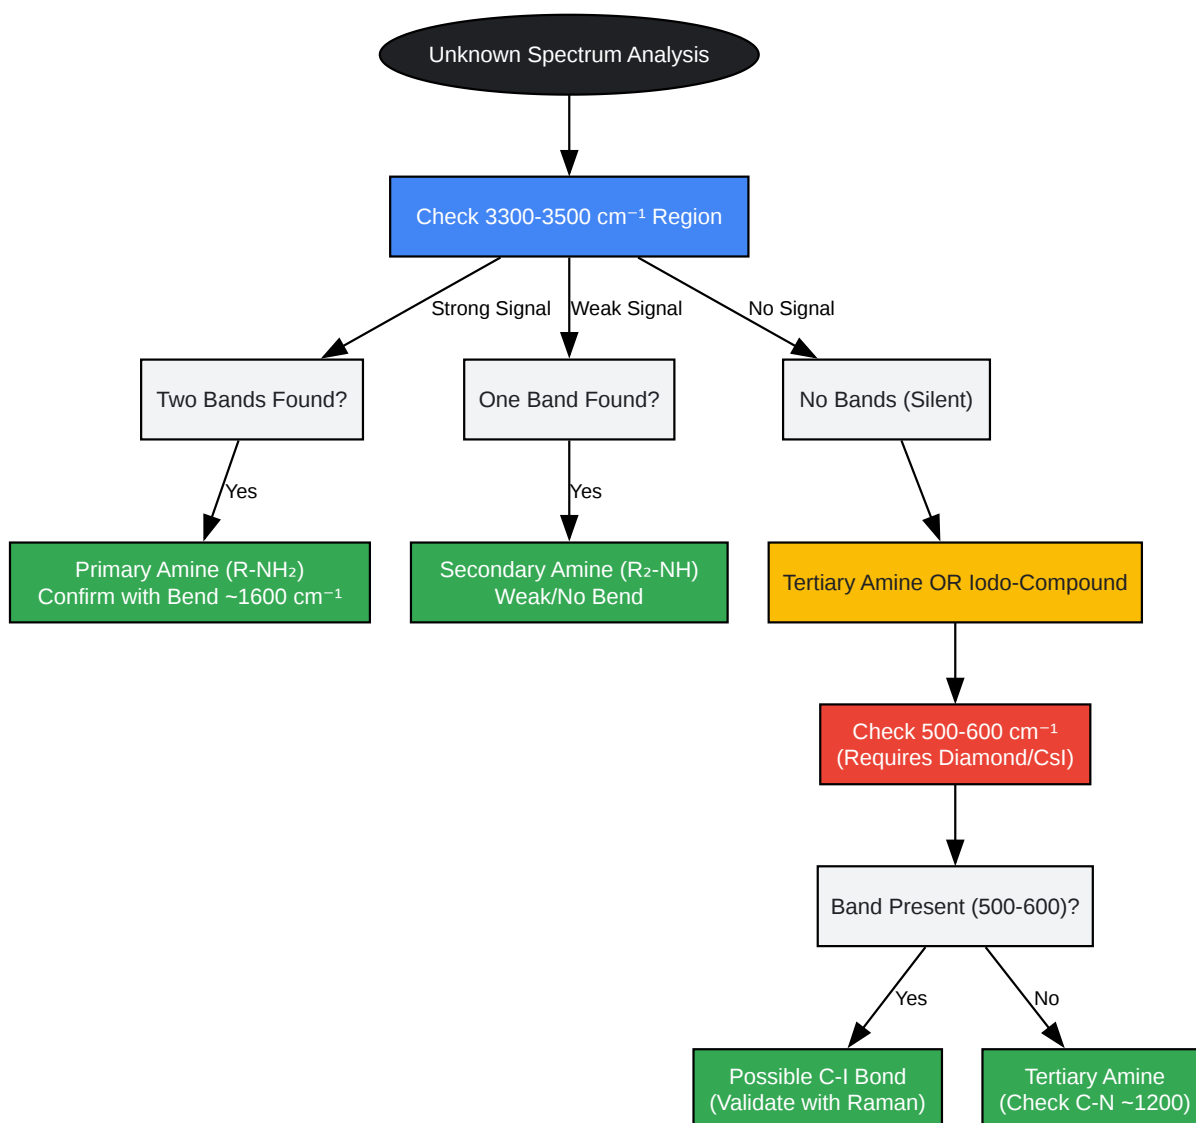 Unknown Spectrum Analysis
Check 3300-3500 cm⁻¹ Region
Strong Signal
Weak Signal
No Signal
Two Bands Found?
One Band Found?
No Bands (Silent)
Yes
Yes
Primary Amine (R-NH₂)
Confirm with Bend ~1600 cm⁻¹
Secondary Amine (R₂-NH)
Weak/No Bend
Tertiary Amine OR Iodo-Compound
Check 500-600 cm⁻¹
(Requires Diamond/CsI)
Band Present (500-600)?
Yes
No
Possible C-I Bond
(Validate with Raman)
Tertiary Amine
(Check C-N ~1200)